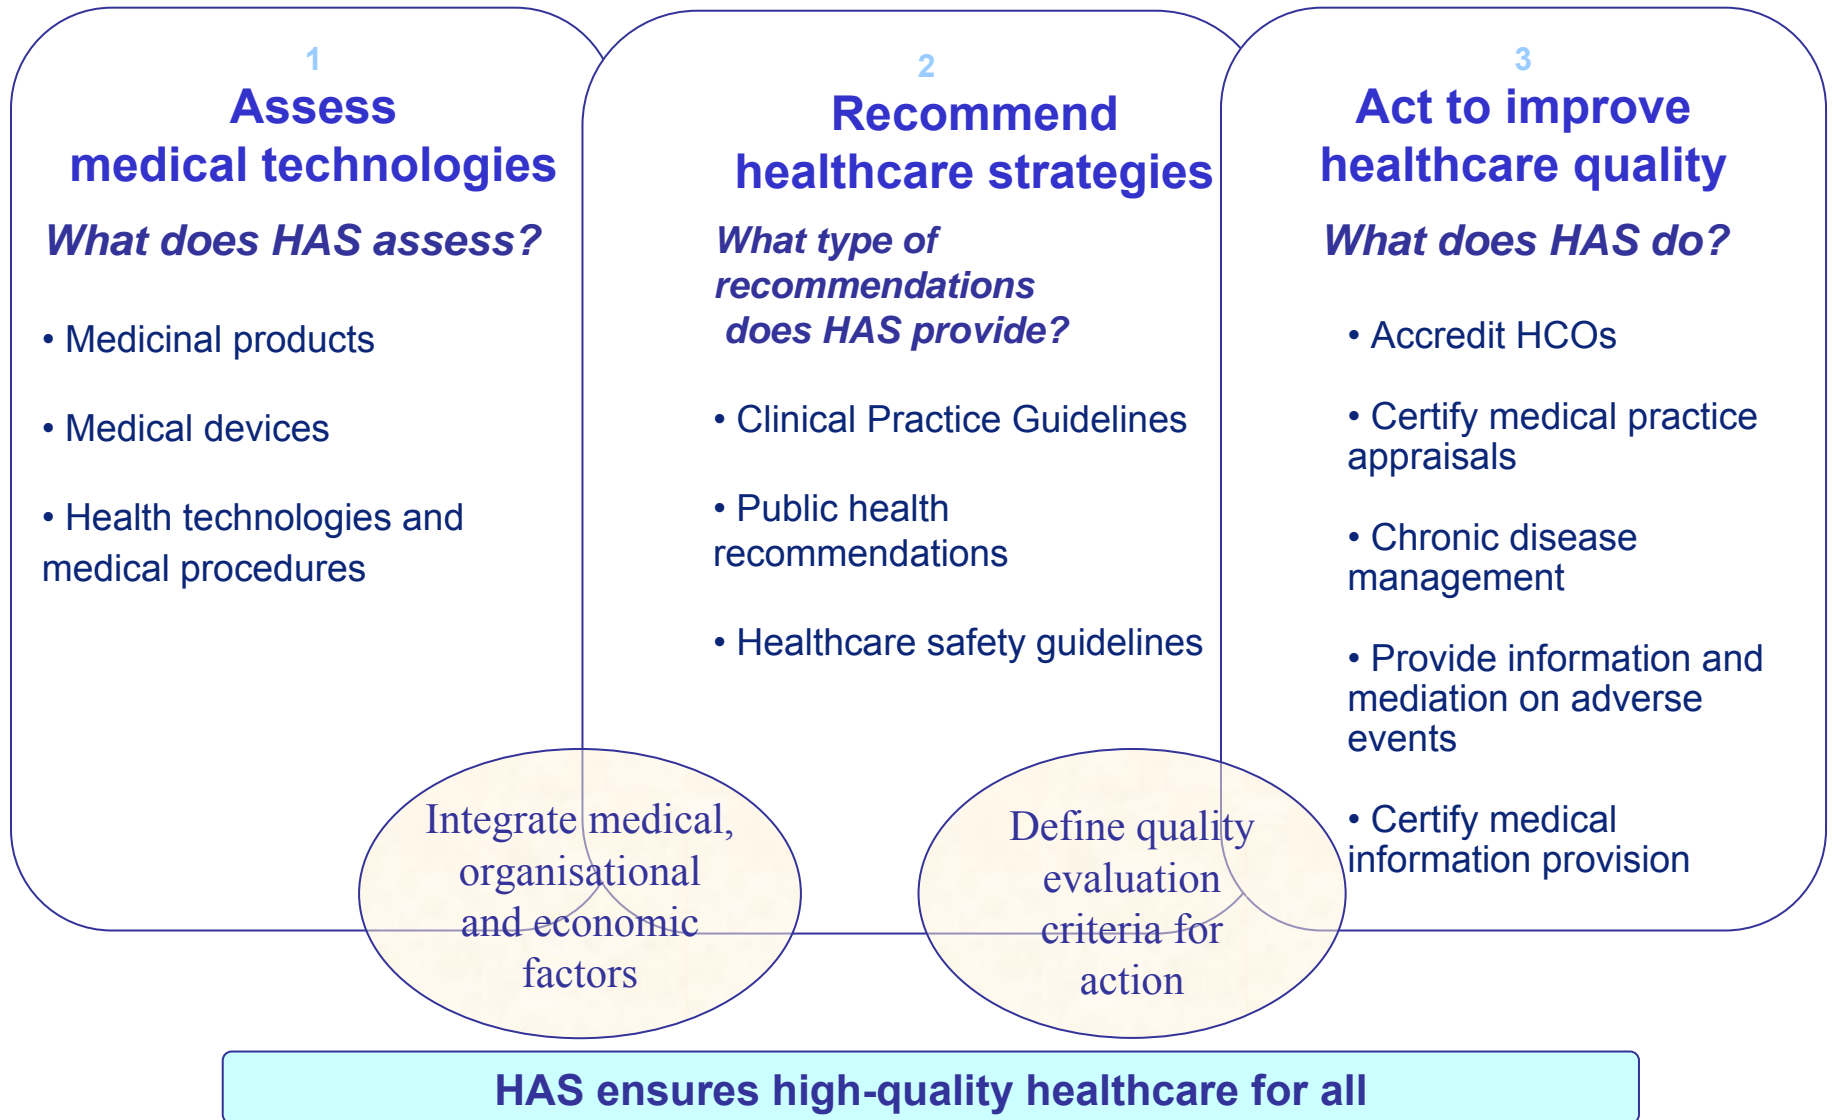 1
Assess
medical technologies
What does HAS assess?
• Medicinal products
• Medical devices
• Health technologies and
medical procedures
2
Recommend
healthcare strategies
What type of
recommendations
does HAS provide?
• Clinical Practice Guidelines
• Public health
recommendations
• Healthcare safety guidelines
3
Act to improve
healthcare quality
What does HAS do?
• Accredit HCOs
• Certify medical practice
appraisals
• Chronic disease
management
• Provide information and
mediation on adverse
events
• Certify medical
information provision
Integrate medical,
organisational
and economic
factors
Define quality
evaluation
criteria for
action
HAS ensures high-quality healthcare for all